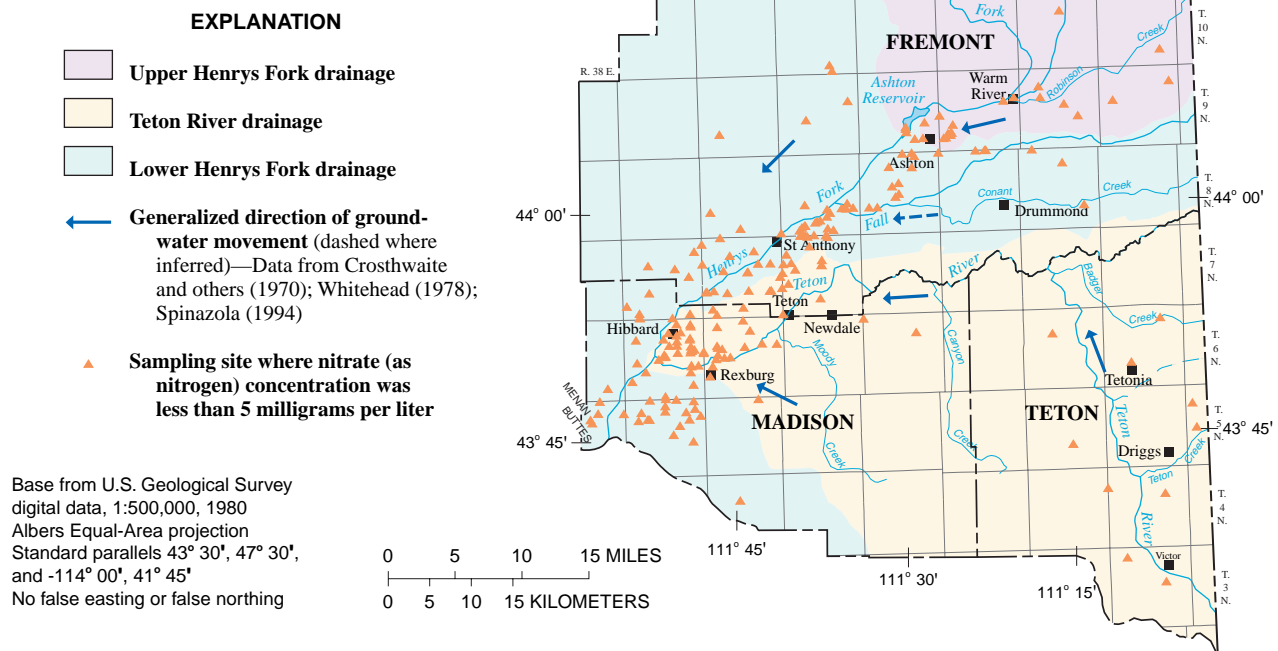 EXPLANATION
Upper Henrys Fork drainage
Teton River drainage
Lower Henrys Fork drainage
Generalized direction of ground-
water movement (dashed where
inferred)—Data from Crosthwaite
and others (1970); Whitehead (1978);
Spinazola (1994)
Sampling site where nitrate (as
nitrogen) concentration was
less than 5 milligrams per liter
Base from U.S. Geological Survey
digital data, 1:500,000, 1980
Albers Equal-Area projection
Standard parallels 43° 30', 47° 30',
and -114° 00', 41° 45'
No false easting or false northing
0 5 10 15 MILES
0 5 10 15 KILOMETERS
R. 38 E.
Fork
FREMONT
Creek
T.
10
N.
Ashton
Reservoir
Warm
River
Robinson
T.
9
N.
Ashton
Fork
Conant
Creek
T.
8
N.
44° 00'
44° 00'
Fall
Drummond
St Anthony
Henrys
River
T.
7
N.
Teton
Badger
Teton
Hibbard
Newdale
Creek
Moody
Canyon
T.
6
N.
Rexburg
Tetonia
MENAN
BUTTES
MADISON
TETON
Teton
T.
5
N.
43° 45'
43° 45'
Creek
Creek
Driggs
Creek
Teton
T.
4
N.
River
111° 45'
111° 30'
111° 15'
Victor
T.
3
N.